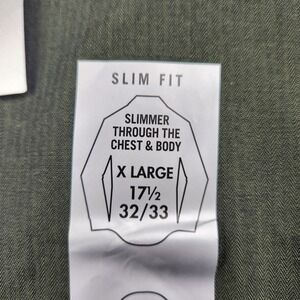 SLIM FIT
SLIMMER
THROUGH THE
CHEST & BODY
X LARGE
17½
32/33